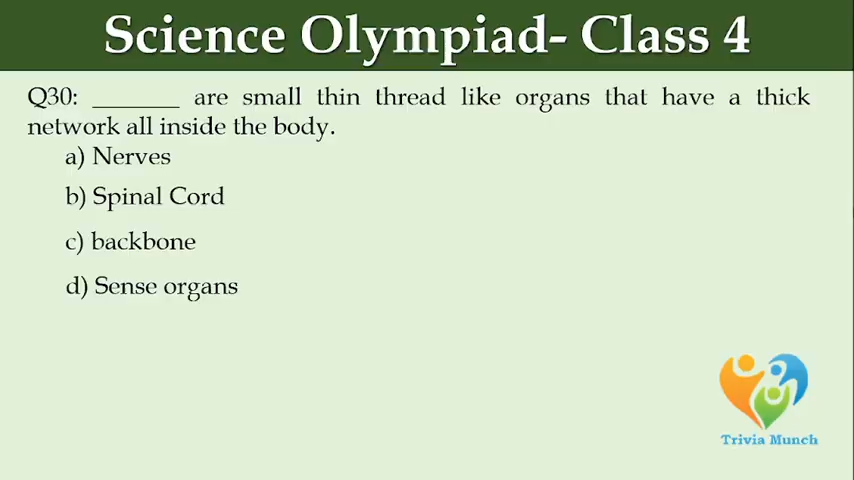 Science Olympiad- Class 4
Q30: _______ are small thin thread like organs that have a thick
network all inside the body.
a) Nerves
b) Spinal Cord
c) backbone
d) Sense organs
Trivia Munch